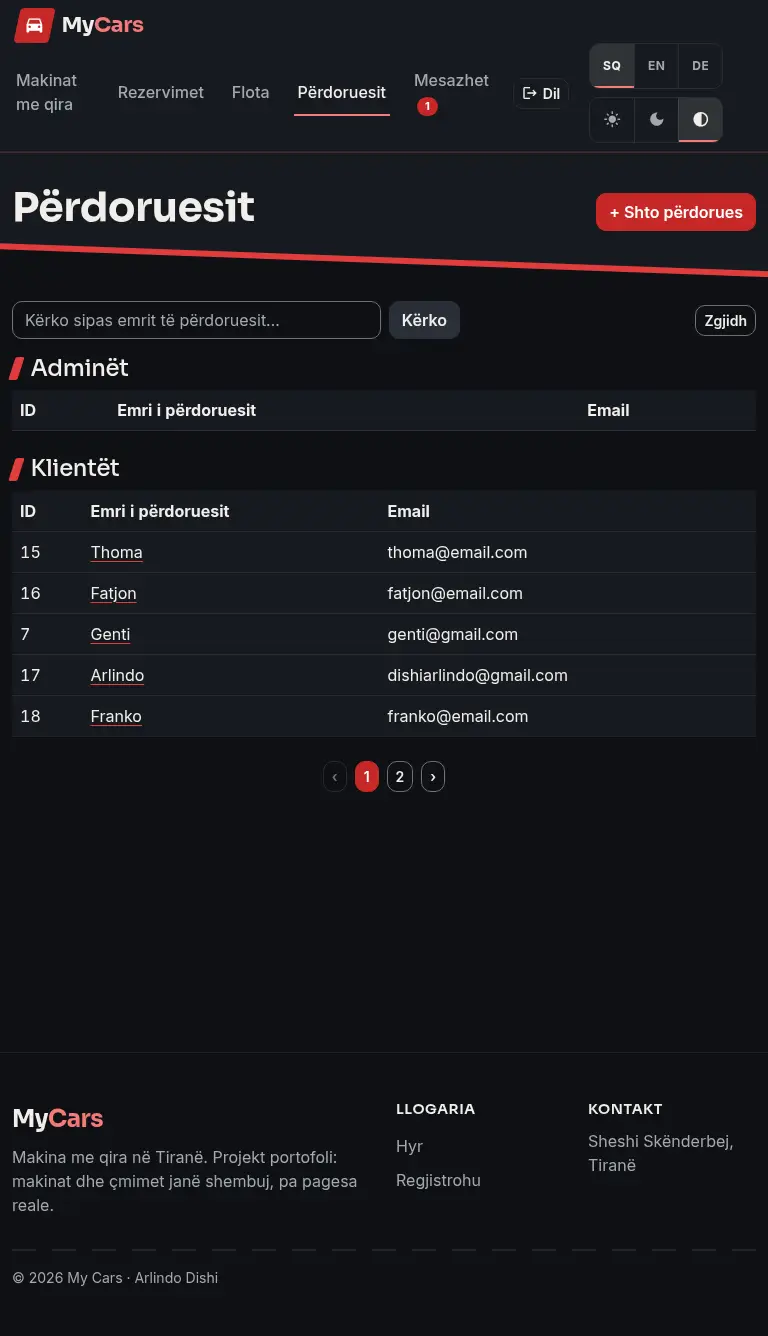 MyCars
Makinat
me qira
Rezervimet
Flota
Përdoruesit
Mesazhet
1
Dil
SQ EN DE
Përdoruesit
+ Shto përdorues
Kërko sipas emrit të përdoruesit...
Kërko
Zgjidh
Adminët
ID Emri i përdoruesit Email
Klientët
ID Emri i përdoruesit Email
15 Thoma thoma@email.com
16 Fatjon fatjon@email.com
7 Genti genti@gmail.com
17 Arlindo dishiarlindo@gmail.com
18 Franko franko@email.com
‹ 1 2 ›
MyCars
Makina me qira në Tiranë. Projekt portofoli:
makinat dhe çmimet janë shembuj, pa pagesa
reale.
LLOGARIA
Hyr
Regjistrohu
KONTAKT
Sheshi Skënderbej,
Tiranë
© 2026 My Cars · Arlindo Dishi